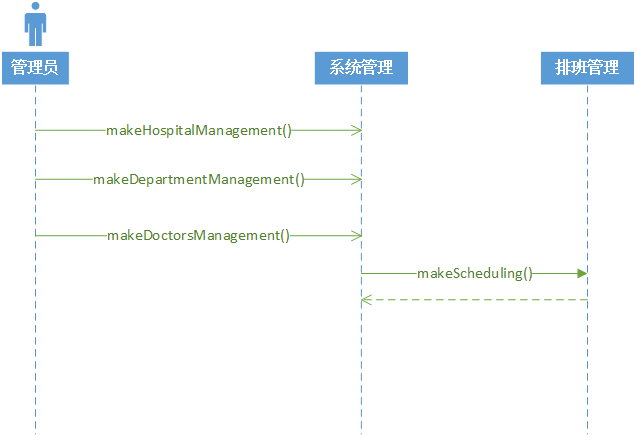 管理员
系统管理
排班管理
makeHospitalManagement()
makeDepartmentManagement()
makeDoctorsManagement()
makeScheduling()